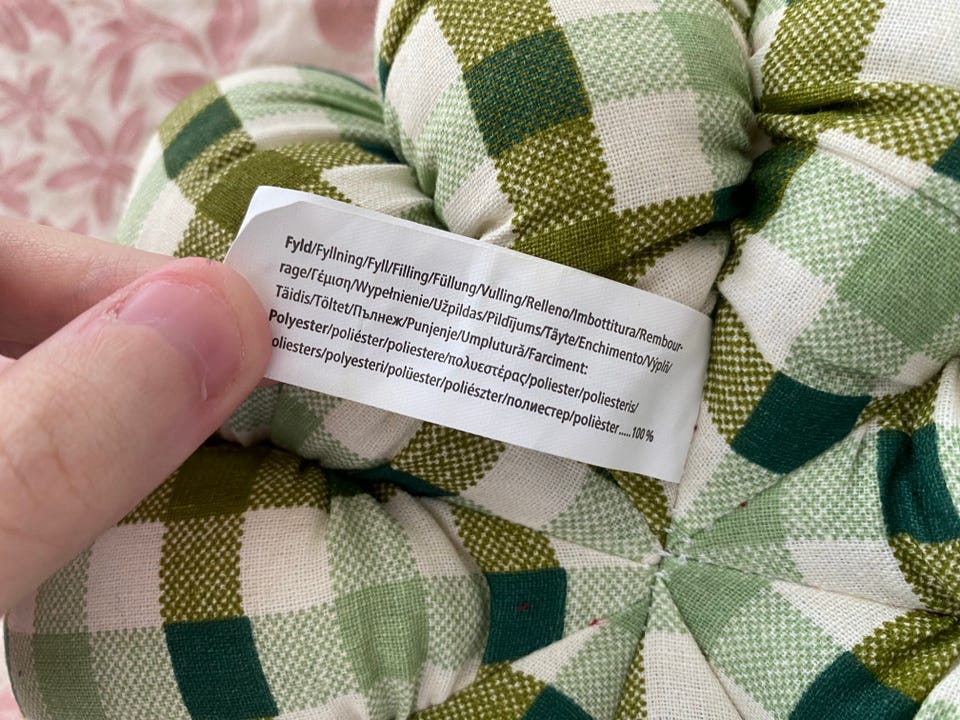 Fyld/Fyllning/Fyll/Filling/Füllung/Vulling/Relleno/Imbottitura/Rembour-
rage/Γέμιση/Wypełnienie/Užpildas/Pildījums/Täyte/Enchimento/Výplň/
Täidis/Töltet/Пълнеж/Punjenje/Umplutură/Farciment:
Polyester/poliéster/poliestere/πολυεστέρας/poliester/poliesteris/
oliesters/polyesteri/polüester/poliészter/полиестер/polièster.....100 %